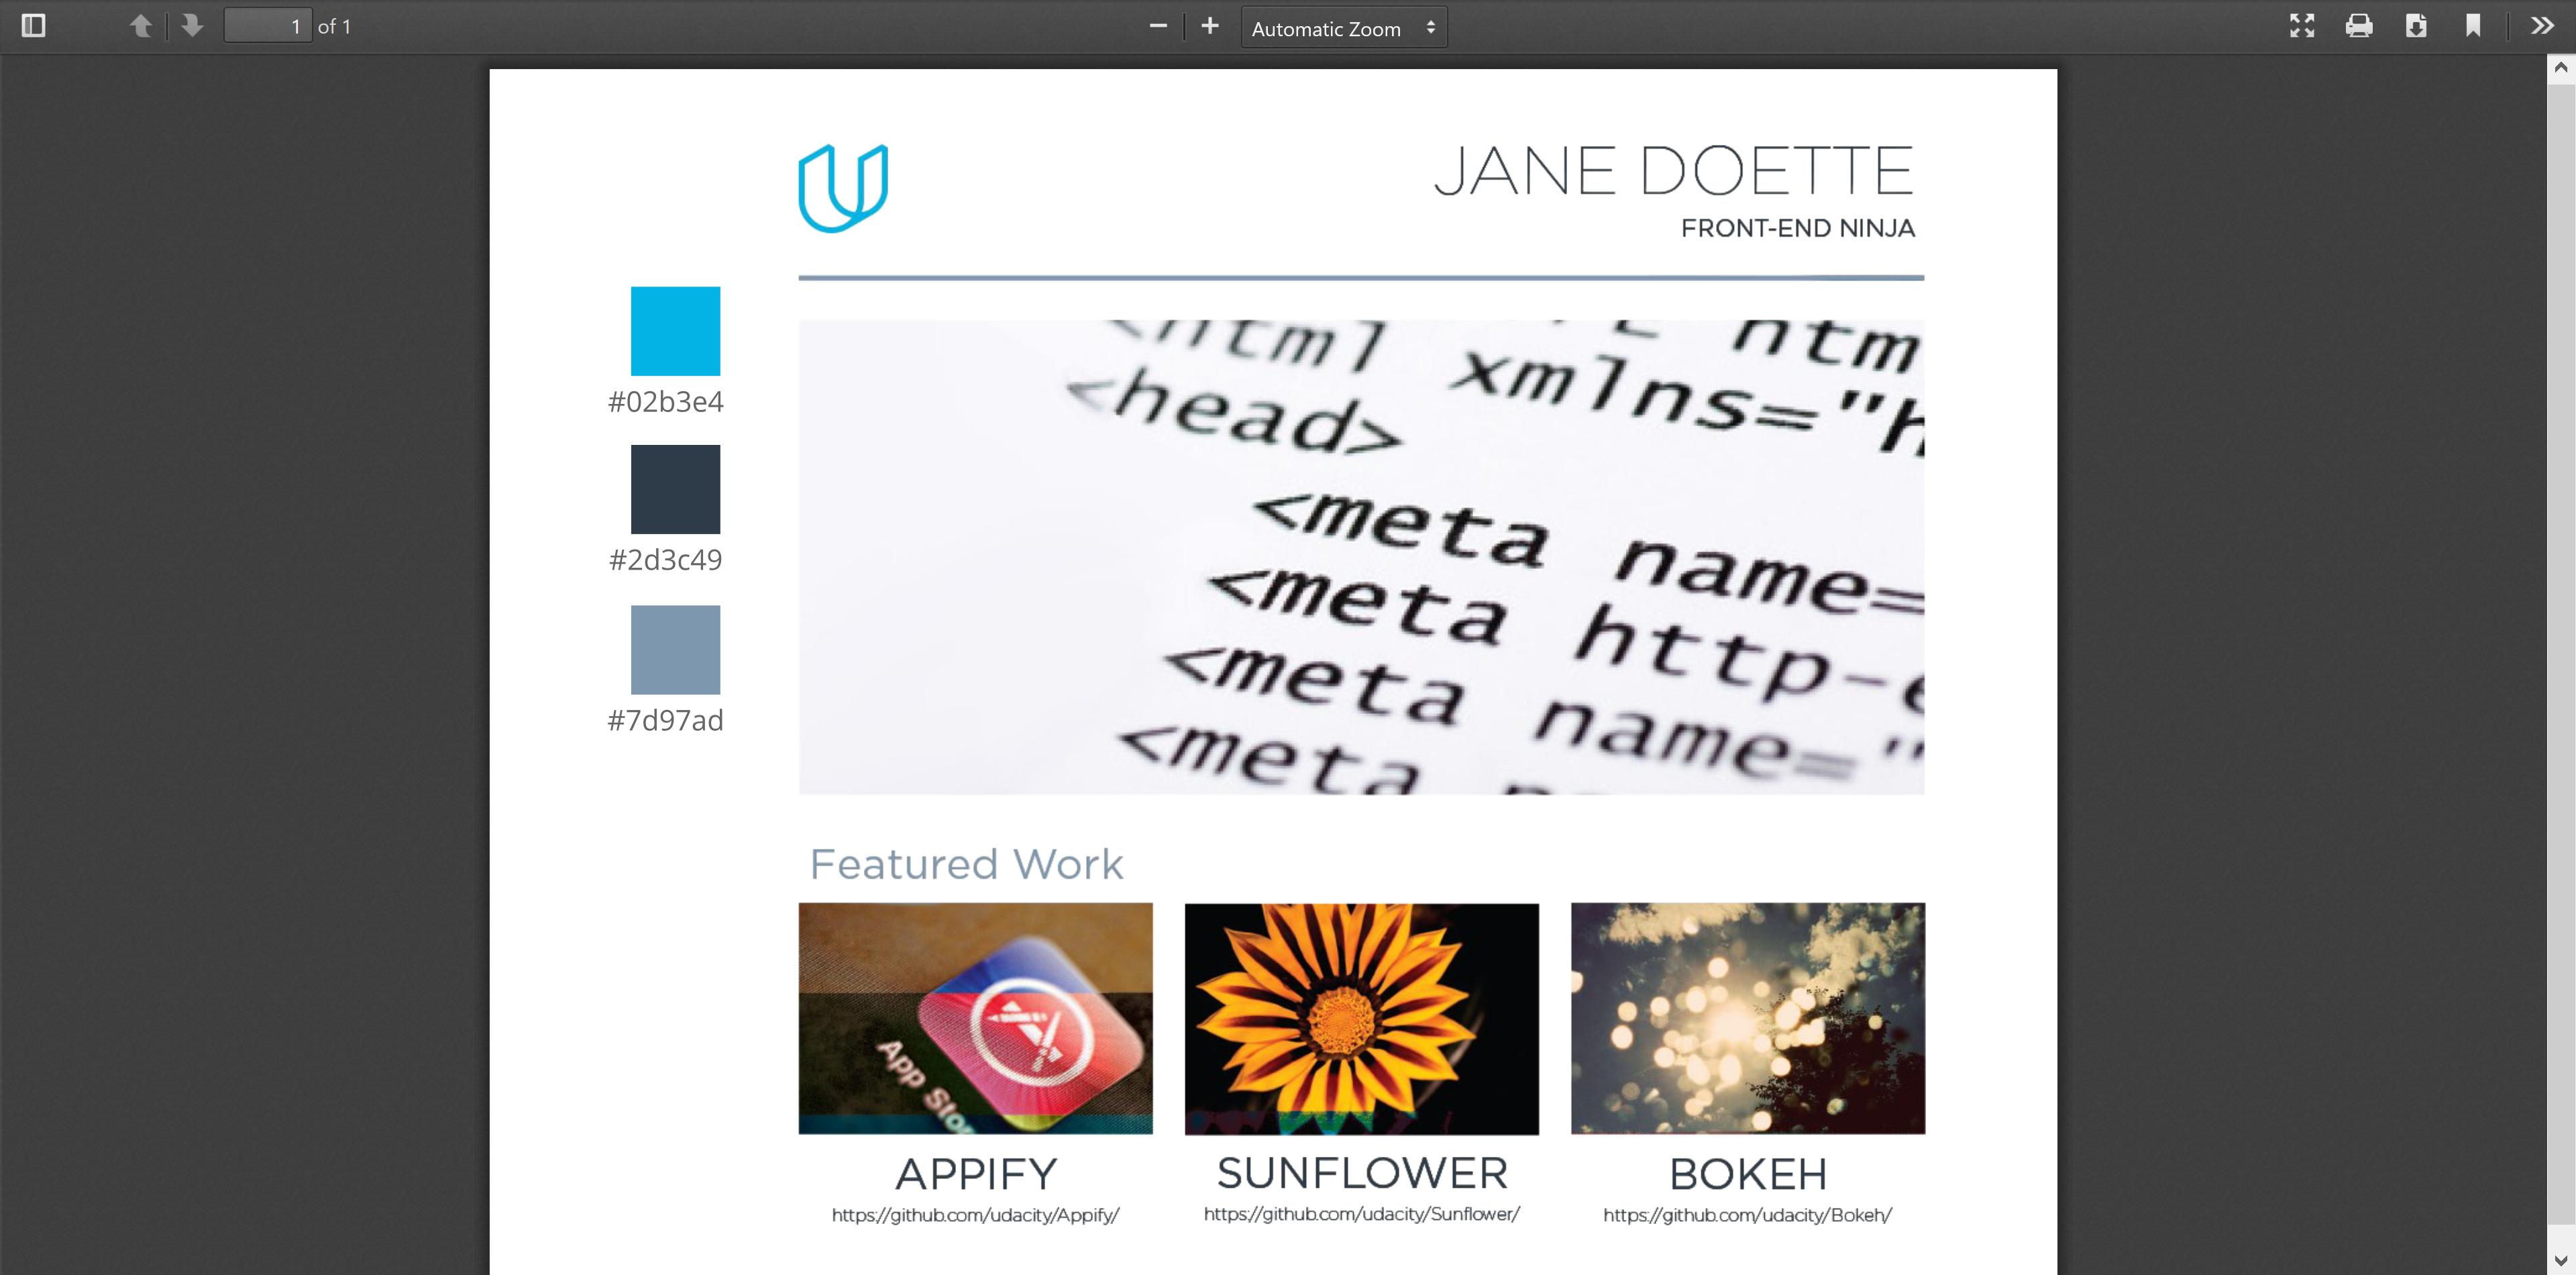 1 of 1
Automatic Zoom
JANE DOETTE
FRONT-END NINJA
#02b3e4
#2d3c49
#7d97ad
<html
htm
<head>
xmlns="h
<meta name=
<meta http-e
<meta name="
<meta
Featured Work
App Stor
APPIFY
https://github.com/udacity/Appify/
SUNFLOWER
https://github.com/udacity/Sunflower/
BOKEH
https://github.com/udacity/Bokeh/